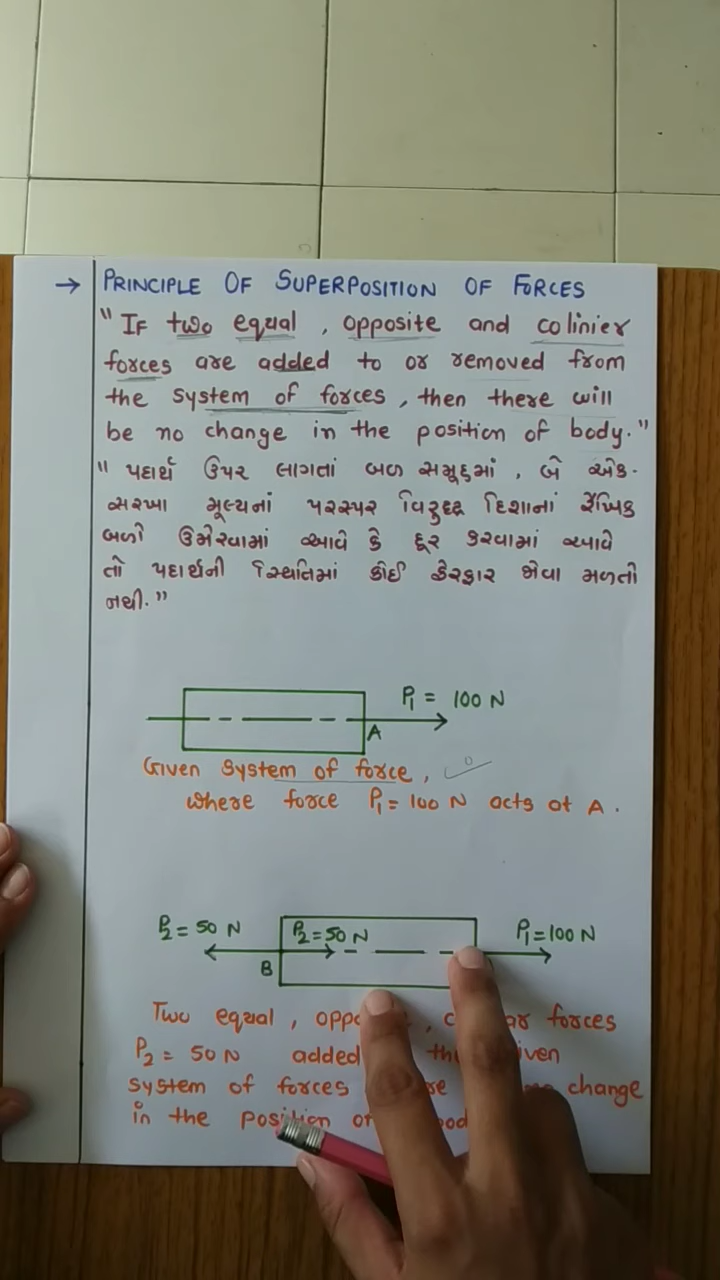 → PRINCIPLE OF SUPERPOSITION OF FORCES
"IF two equal, opposite and colinier
forces are added to or removed from
the system of forces, then there will
be no change in the position of body."
"પદાર્થ ઉપર લાગતાં બળ સમૂહમાં, બે એક-
સરખા મૂલ્યનાં પરસ્પર વિરુદ્ધ દિશાનાં રૈખિક
બળો ઉમેરવામાં આવે કે દૂર કરવામાં આવે
તો પદાર્થની સ્થિતિમાં કોઈ ફેરફાર જોવા મળતો
નથી."
P₁ = 100 N
A
Given system of force,
where force P₁ = 100 N acts at A.
P₂ = 50 N P₂ = 50 N P₁ = 100 N
B
Two equal, forces
P₂ = 50 N added
system of forces change
in the position